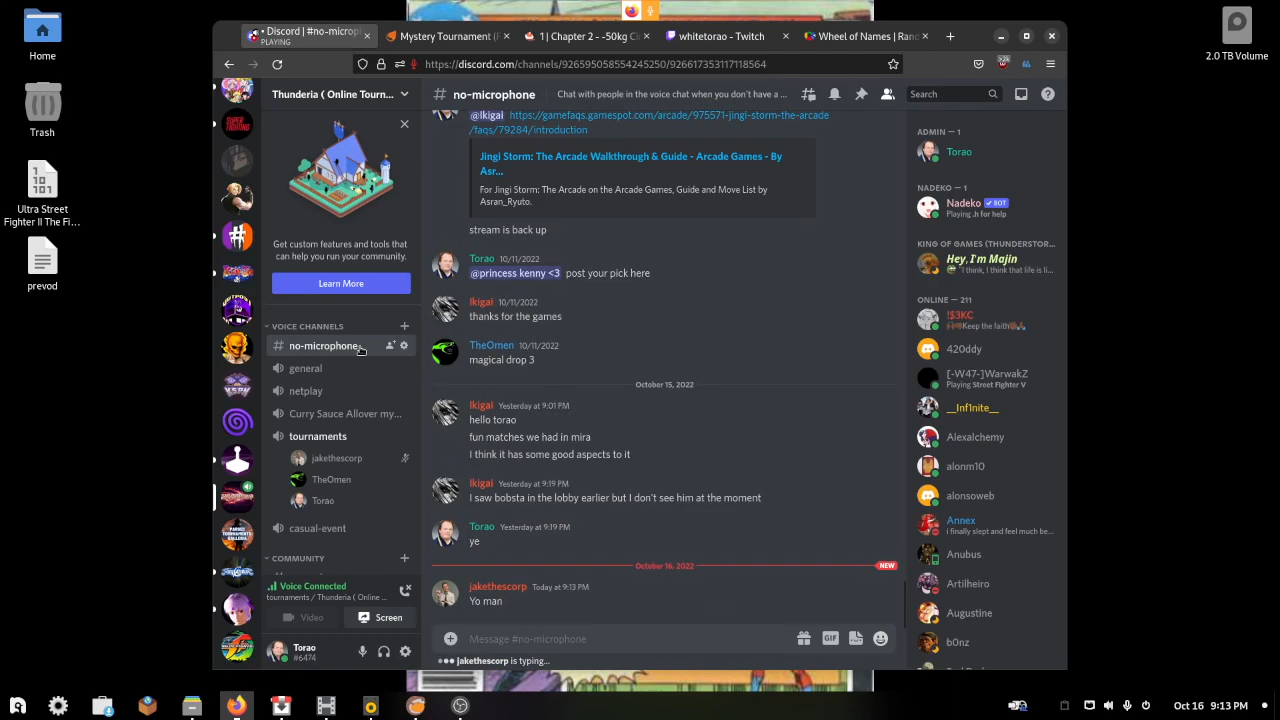 Home
Trash
Ultra Street
Fighter II The Fi...
prevod
2.0 TB Volume
• Discord | #no-micropl
PLAYING
Mystery Tournament (F
1) Chapter 2 - -50kg Ci
whitetorao - Twitch
Wheel of Names | Rand
https://discord.com/channels/926595058554245250/926617353117118564
Thunderia ( Online Tourn...
# no-microphone
Chat with people in the voice chat when you don't have a ...
Search
Get custom features and tools that
can help you run your community.
Learn More
VOICE CHANNELS
no-microphone
general
netplay
Curry Sauce Allover my...
tournaments
jakethescorp
TheOmen
Torao
casual-event
COMMUNITY
Voice Connected
tournaments / Thunderia ( Online ...
Video
Screen
Torao
#6474
@Ikigai https://gamefaqs.gamespot.com/arcade/975571-jingi-storm-the-arcade
/faqs/79284/introduction
Jingi Storm: The Arcade Walkthrough & Guide - Arcade Games - By
Asr...
For Jingi Storm: The Arcade on the Arcade Games, Guide and Move List by
Asran_Ryuto.
stream is back up
Torao 10/11/2022
@princess kenny <3 post your pick here
Ikigai 10/11/2022
thanks for the games
TheOmen 10/11/2022
magical drop 3
October 15, 2022
Ikigai Yesterday at 9:01 PM
hello torao
fun matches we had in mira
I think it has some good aspects to it
Ikigai Yesterday at 9:19 PM
I saw bobsta in the lobby earlier but I don't see him at the moment
Torao Yesterday at 9:19 PM
ye
October 16, 2022 NEW
jakethescorp Today at 9:13 PM
Yo man
Message #no-microphone
GIF
jakethescorp is typing...
ADMIN — 1
Torao
NADEKO — 1
Nadeko BOT
Playing .h for help
KING OF GAMES (THUNDERSTOR...
Hey, I'm Majin
"I think, I think that life is li...
ONLINE — 211
!$3KC
Keep the faith
420ddy
[-W47-]WarwakZ
Playing Street Fighter V
__Inf1nite__
Alexalchemy
alonm10
alonsoweb
Annex
i finally slept and feel much be...
Anubus
Artilheiro
Augustine
b0nz
Oct 16 9:13 PM